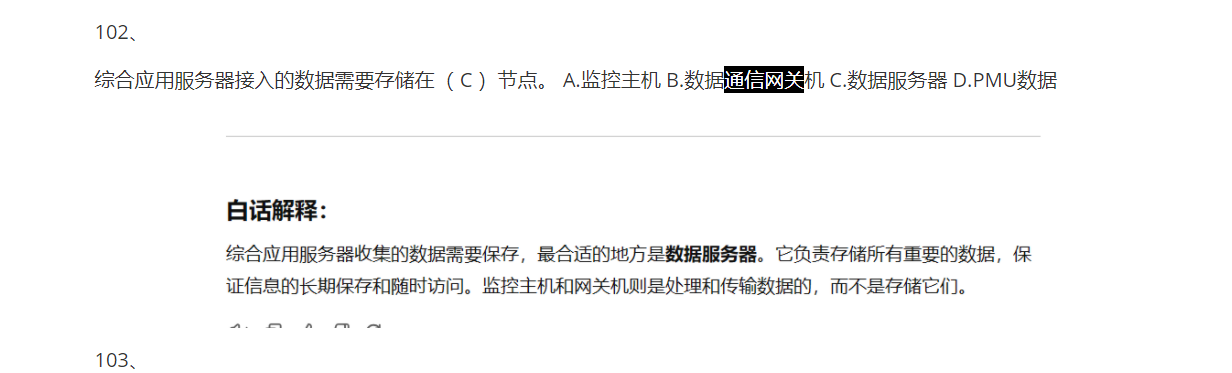 102、
综合应用服务器接入的数据需要存储在（ C ）节点。 A.监控主机 B.数据通信网关机 C.数据服务器 D.PMU数据
白话解释：
综合应用服务器收集的数据需要保存，最合适的地方是数据服务器。它负责存储所有重要的数据，保
证信息的长期保存和随时访问。监控主机和网关机则是处理和传输数据的，而不是存储它们。
103、